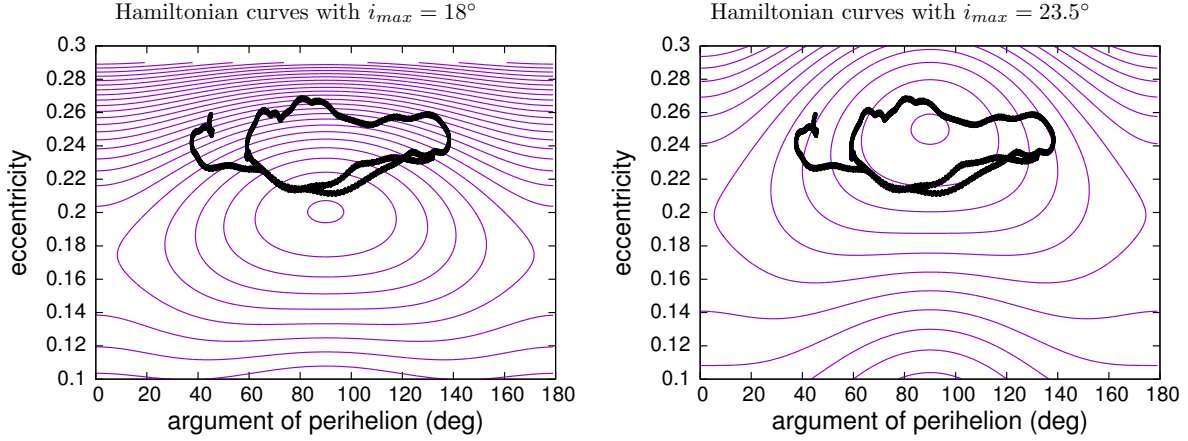 Hamiltonian curves with $i_{max} = 18°$
0.3
0.28
0.26
0.24
0.22
0.2
0.18
0.16
0.14
0.12
0.1
eccentricity
0 20 40 60 80 100 120 140 160 180
argument of perihelion (deg)
Hamiltonian curves with $i_{max} = 23.5°$
0.3
0.28
0.26
0.24
0.22
0.2
0.18
0.16
0.14
0.12
0.1
eccentricity
0 20 40 60 80 100 120 140 160 180
argument of perihelion (deg)